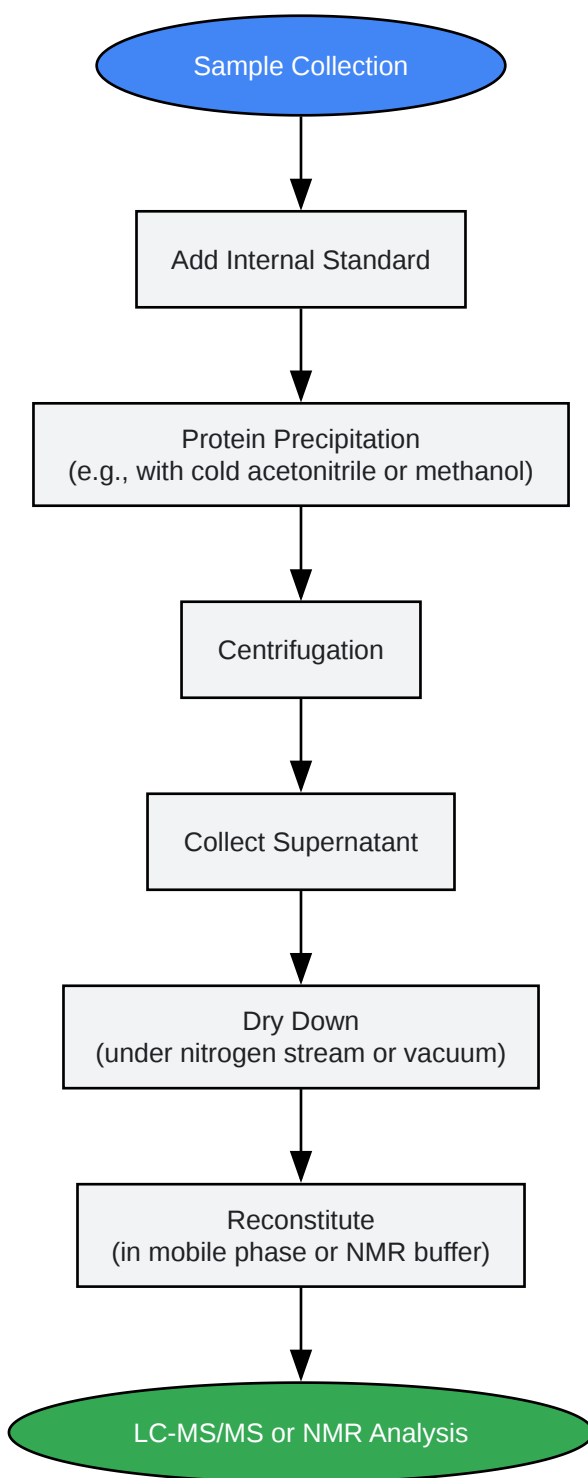 Sample Collection
Add Internal Standard
Protein Precipitation
(e.g., with cold acetonitrile or methanol)
Centrifugation
Collect Supernatant
Dry Down
(under nitrogen stream or vacuum)
Reconstitute
(in mobile phase or NMR buffer)
LC-MS/MS or NMR Analysis